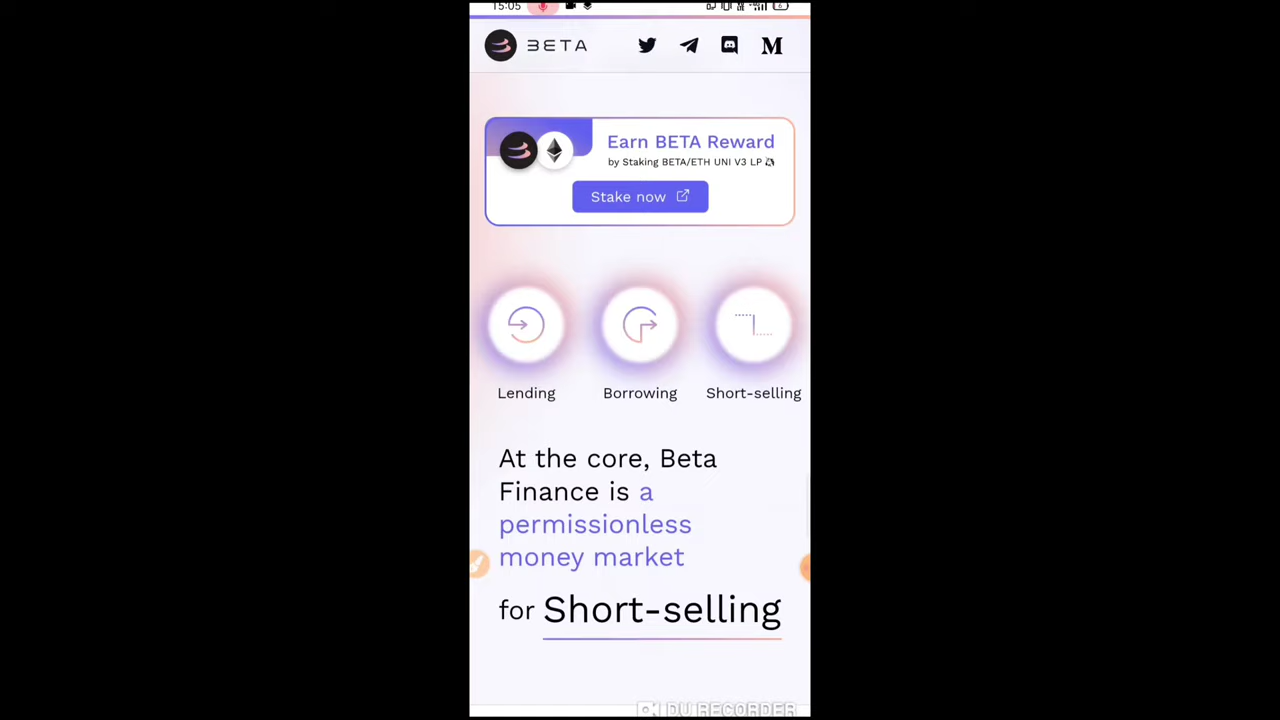 15:05
BETA
M
Earn BETA Reward
by Staking BETA/ETH UNI V3 LP
Stake now
Lending
Borrowing
Short-selling
At the core, Beta
Finance is a
permissionless
money market
for Short-selling
DU RECORDER